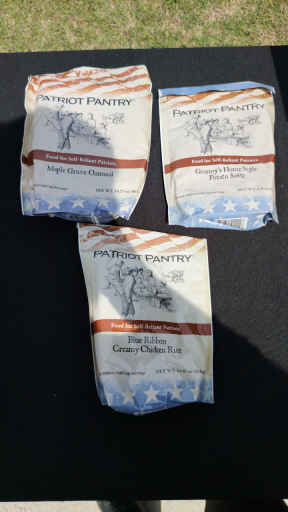 PATRIOT PANTRY
Food for Self-Reliant Patriots
Maple Grove Oatmeal
PATRIOT PANTRY
Food for Self-Reliant Patriots
Granny's Home Style
Potato Soup
PATRIOT PANTRY
Food for Self-Reliant Patriots
Blue Ribbon
Creamy Chicken Rice